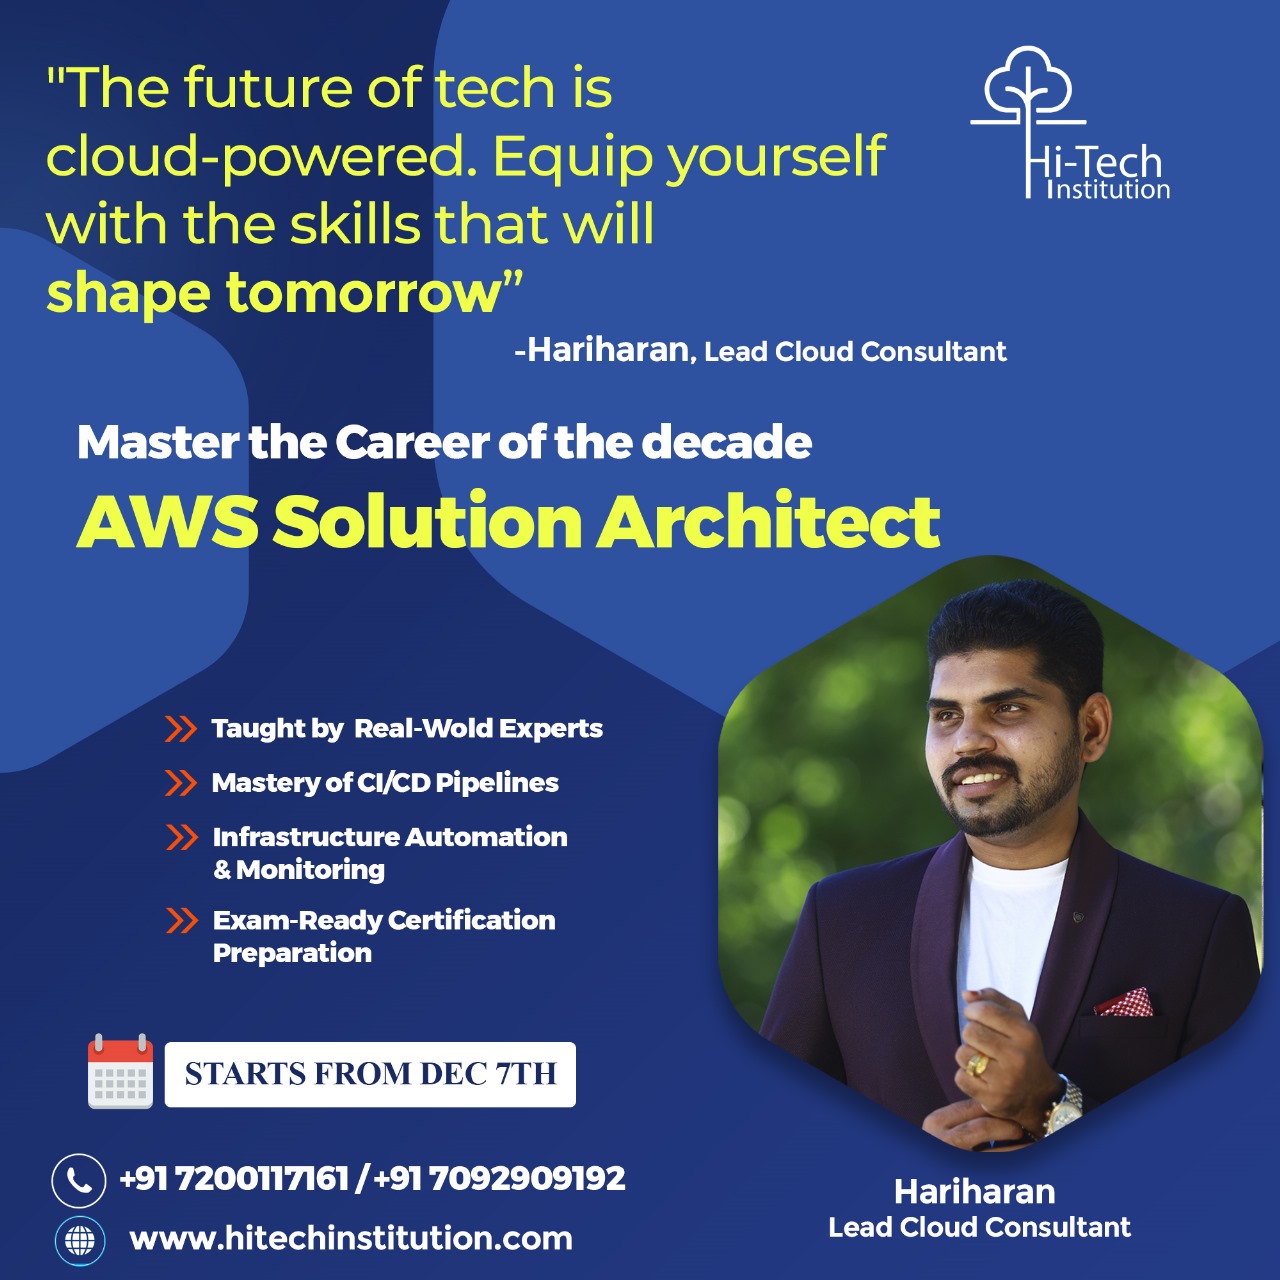 "The future of tech is
cloud-powered. Equip yourself
with the skills that will
shape tomorrow”
-Hariharan, Lead Cloud Consultant
Hi-Tech
Institution
Master the Career of the decade
AWS Solution Architect
Taught by Real-Wold Experts
Mastery of CI/CD Pipelines
Infrastructure Automation
& Monitoring
Exam-Ready Certification
Preparation
STARTS FROM DEC 7TH
+91 7200117161 / +91 7092909192
www.hitechinstitution.com
Hariharan
Lead Cloud Consultant